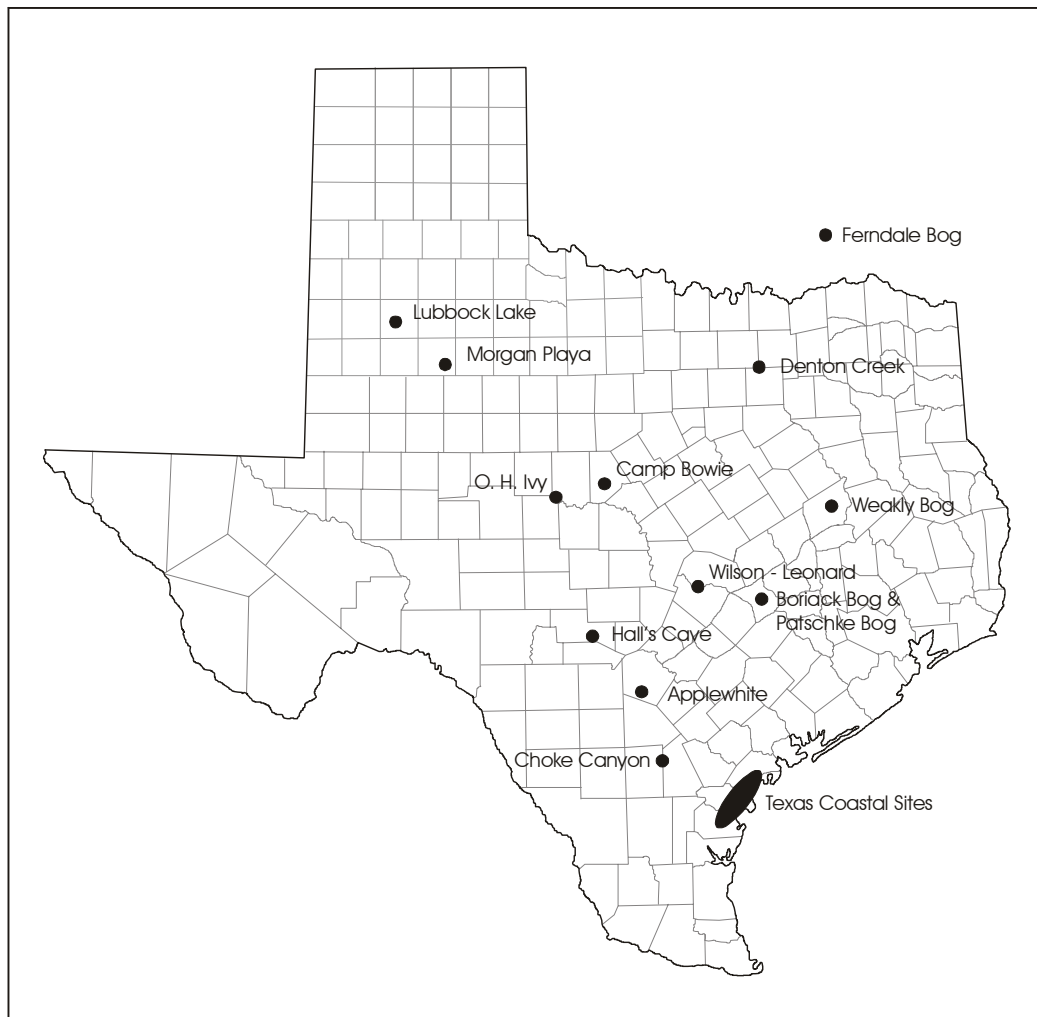 Ferndale Bog
Lubbock Lake
Morgan Playa
Denton Creek
Camp Bowie
O. H. Ivy
Weakly Bog
Wilson - Leonard
Boriack Bog &
Patschke Bog
Hall's Cave
Applewhite
Choke Canyon
Texas Coastal Sites